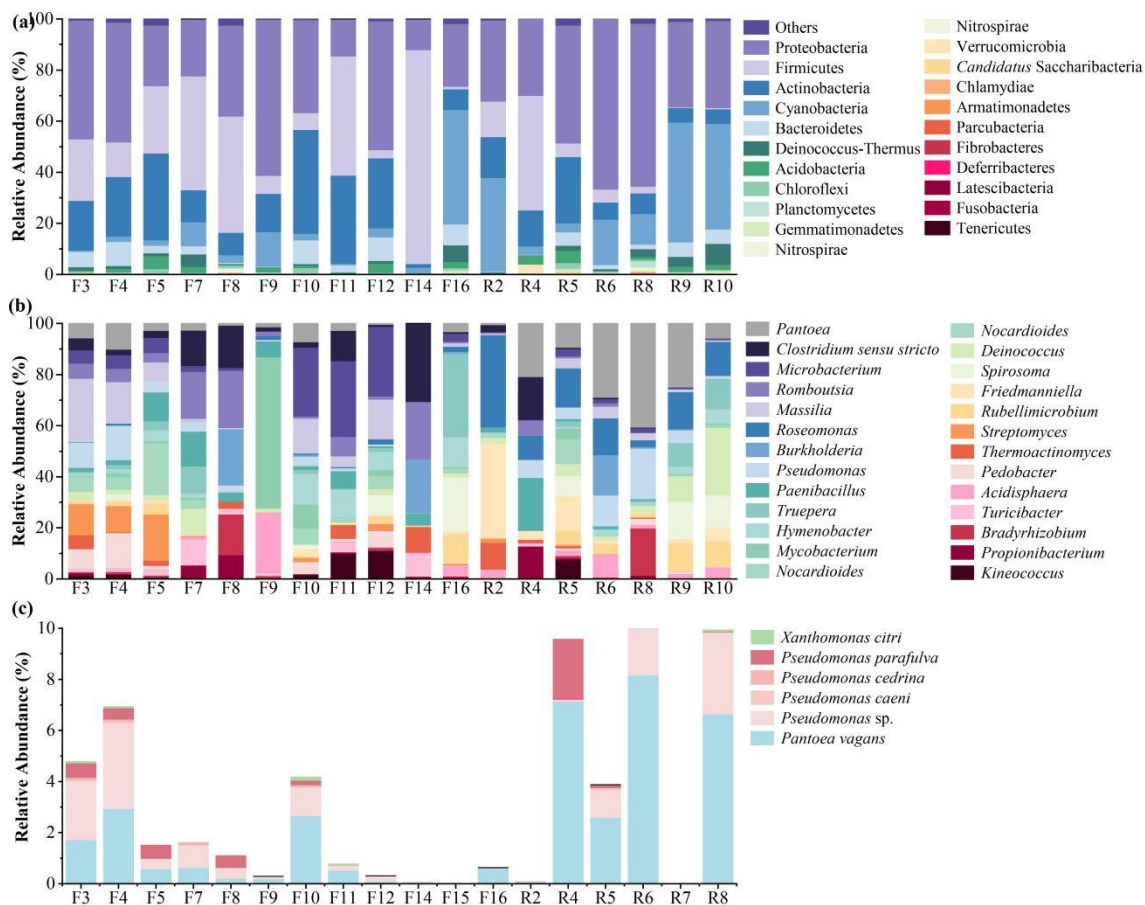 (a)
100
80
60
40
20
0
Relative Abundance (%)
F3 F4 F5 F7 F8 F9 F10 F11 F12 F14 F16 R2 R4 R5 R6 R8 R9 R10
Others
Proteobacteria
Firmicutes
Actinobacteria
Cyanobacteria
Bacteroidetes
Deinococcus-Thermus
Acidobacteria
Chloroflexi
Planctomycetes
Gemmatimonadetes
Nitrospirae
Nitrospirae
Verrucomicrobia
Candidatus Saccharibacteria
Chlamydiae
Armatimonadetes
Parcubacteria
Fibrobacteres
Deferribacteres
Latescibacteria
Fusobacteria
Tenericutes
(b)
100
80
60
40
20
0
Relative Abundance (%)
F3 F4 F5 F7 F8 F9 F10 F11 F12 F14 F16 R2 R4 R5 R6 R8 R9 R10
Pantoea
Clostridium sensu stricto
Microbacterium
Romboutsia
Massilia
Roseomonas
Burkholderia
Pseudomonas
Paenibacillus
Truepera
Hymenobacter
Mycobacterium
Nocardioides
Nocardioides
Deinococcus
Spirosoma
Friedmanniella
Rubellimicrobium
Streptomyces
Thermoactinomyces
Pedobacter
Acidisphaera
Turicibacter
Bradyrhizobium
Propionibacterium
Kineococcus
(c)
10
8
6
4
2
0
Relative Abundance (%)
F3 F4 F5 F7 F8 F9 F10 F11 F12 F14 F15 F16 R2 R4 R5 R6 R7 R8
Xanthomonas citri
Pseudomonas parafulva
Pseudomonas cedrina
Pseudomonas caeni
Pseudomonas sp.
Pantoea vagans